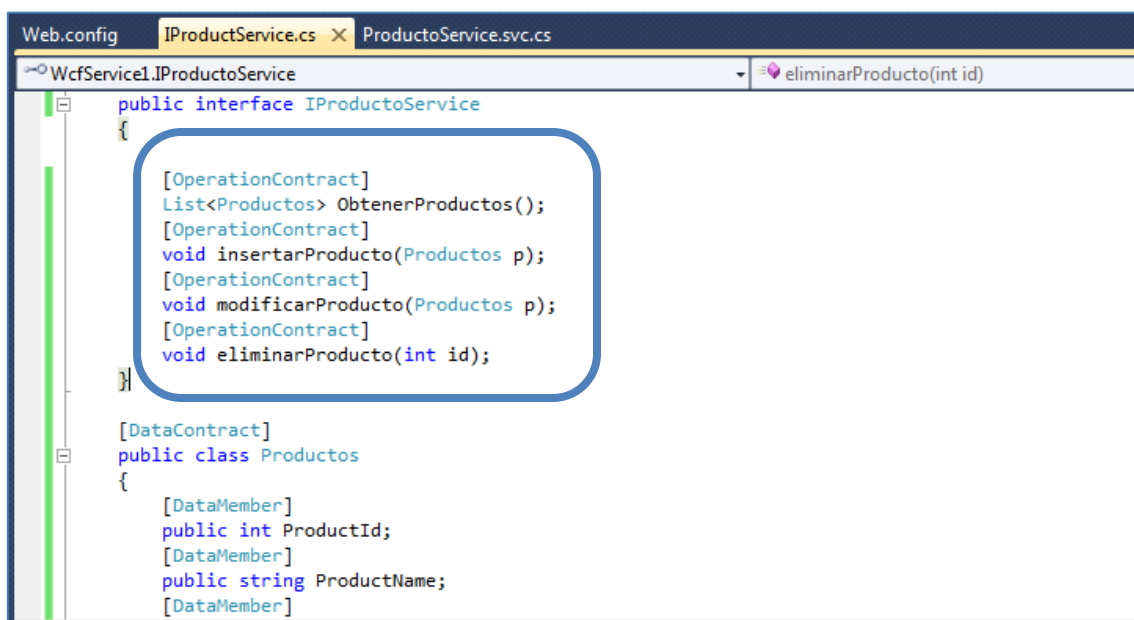 Web.config IProductService.cs ProductoService.svc.cs
WcfService1.IProductoService eliminarProducto(int id)
public interface IProductoService
{
[OperationContract]
List<Productos> ObtenerProductos();
[OperationContract]
void insertarProducto(Productos p);
[OperationContract]
void modificarProducto(Productos p);
[OperationContract]
void eliminarProducto(int id);
}
[DataContract]
public class Productos
{
[DataMember]
public int ProductId;
[DataMember]
public string ProductName;
[DataMember]